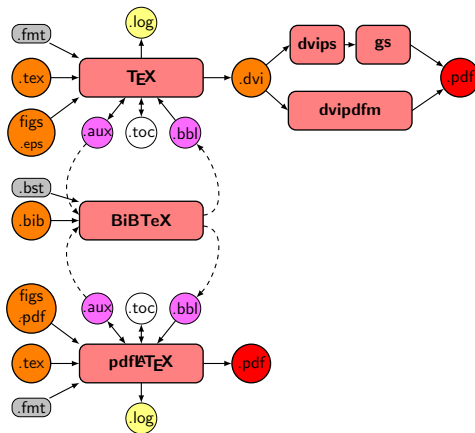 .log
.fmt
dvips
gs
.tex
TEX
.dvi
.pdf
figs
.eps
dvipdfm
.aux
.toc
.bbl
.bst
.bib
BiBTeX
figs
.pdf
.aux
.toc
.bbl
.tex
pdfLATEX
.pdf
.fmt
.log